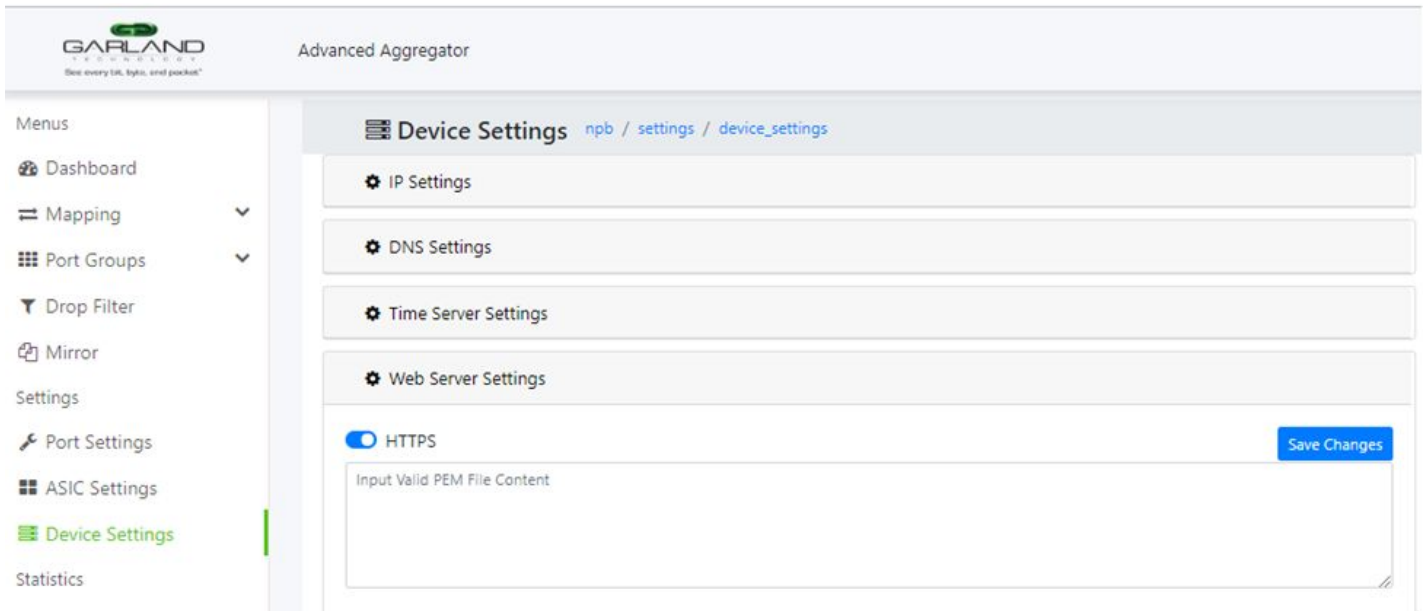 GARLAND
TECHNOLOGY
See every bit, byte, and packet®
Advanced Aggregator
Menus
Dashboard
Mapping
Port Groups
Drop Filter
Mirror
Settings
Port Settings
ASIC Settings
Device Settings
Statistics
Device Settings npb / settings / device_settings
IP Settings
DNS Settings
Time Server Settings
Web Server Settings
HTTPS
Save Changes
Input Valid PEM File Content